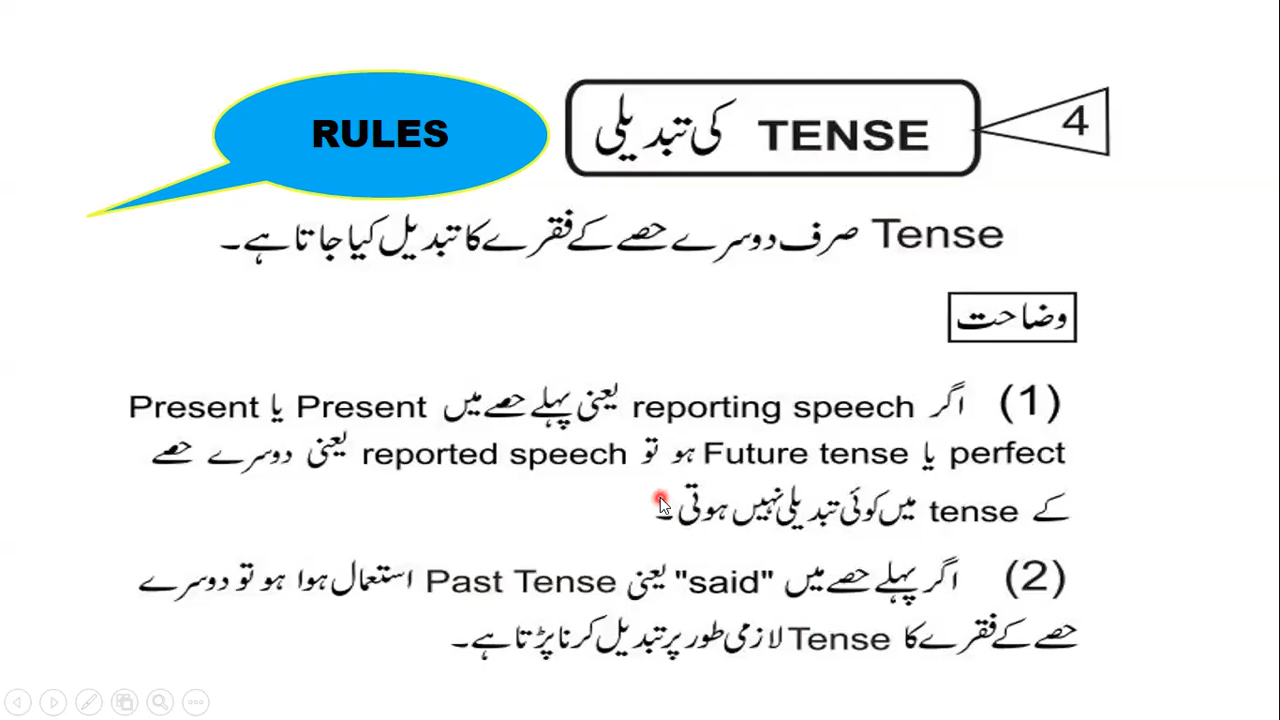 RULES
4
TENSE کی تبدیلی
Tense صرف دوسرے حصے کے فقرے کا تبدیل کیا جاتا ہے۔
وضاحت
(1) اگر reporting speech یعنی پہلے حصے میں Present یا Present
perfect یا Future tense ہو تو reported speech یعنی دوسرے حصے
کے tense میں کوئی تبدیلی نہیں ہوتی۔
(2) اگر پہلے حصے میں "said" یعنی Past Tense استعمال ہوا ہو تو دوسرے
حصے کے فقرے کا Tense لازمی طور پر تبدیل کرنا پڑتا ہے۔